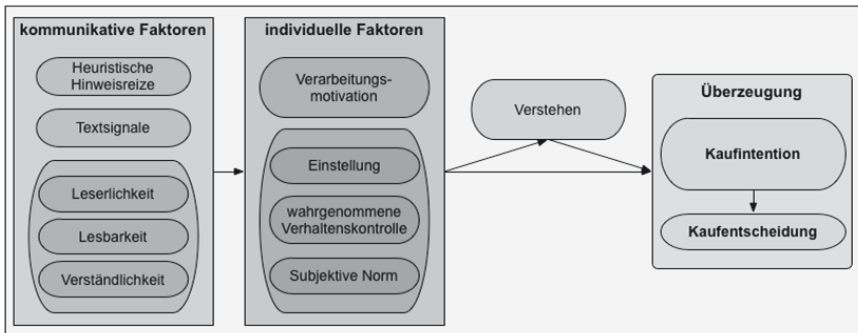 kommunikative Faktoren
Heuristische
Hinweisreize
Textsignale
Leserlichkeit
Lesbarkeit
Verständlichkeit
individuelle Faktoren
Verarbeitungs-
motivation
Einstellung
wahrgenommene
Verhaltenskontrolle
Subjektive Norm
Verstehen
Überzeugung
Kaufintention
Kaufentscheidung